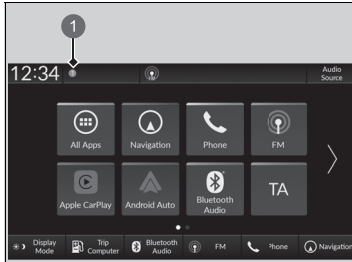 1
12:34
Audio
Source
All Apps
Navigation
Phone
FM
Apple CarPlay
Android Auto
Bluetooth
Audio
TA
Display
Mode
Trip
Computer
Bluetooth
Audio
FM
Phone
Navigation